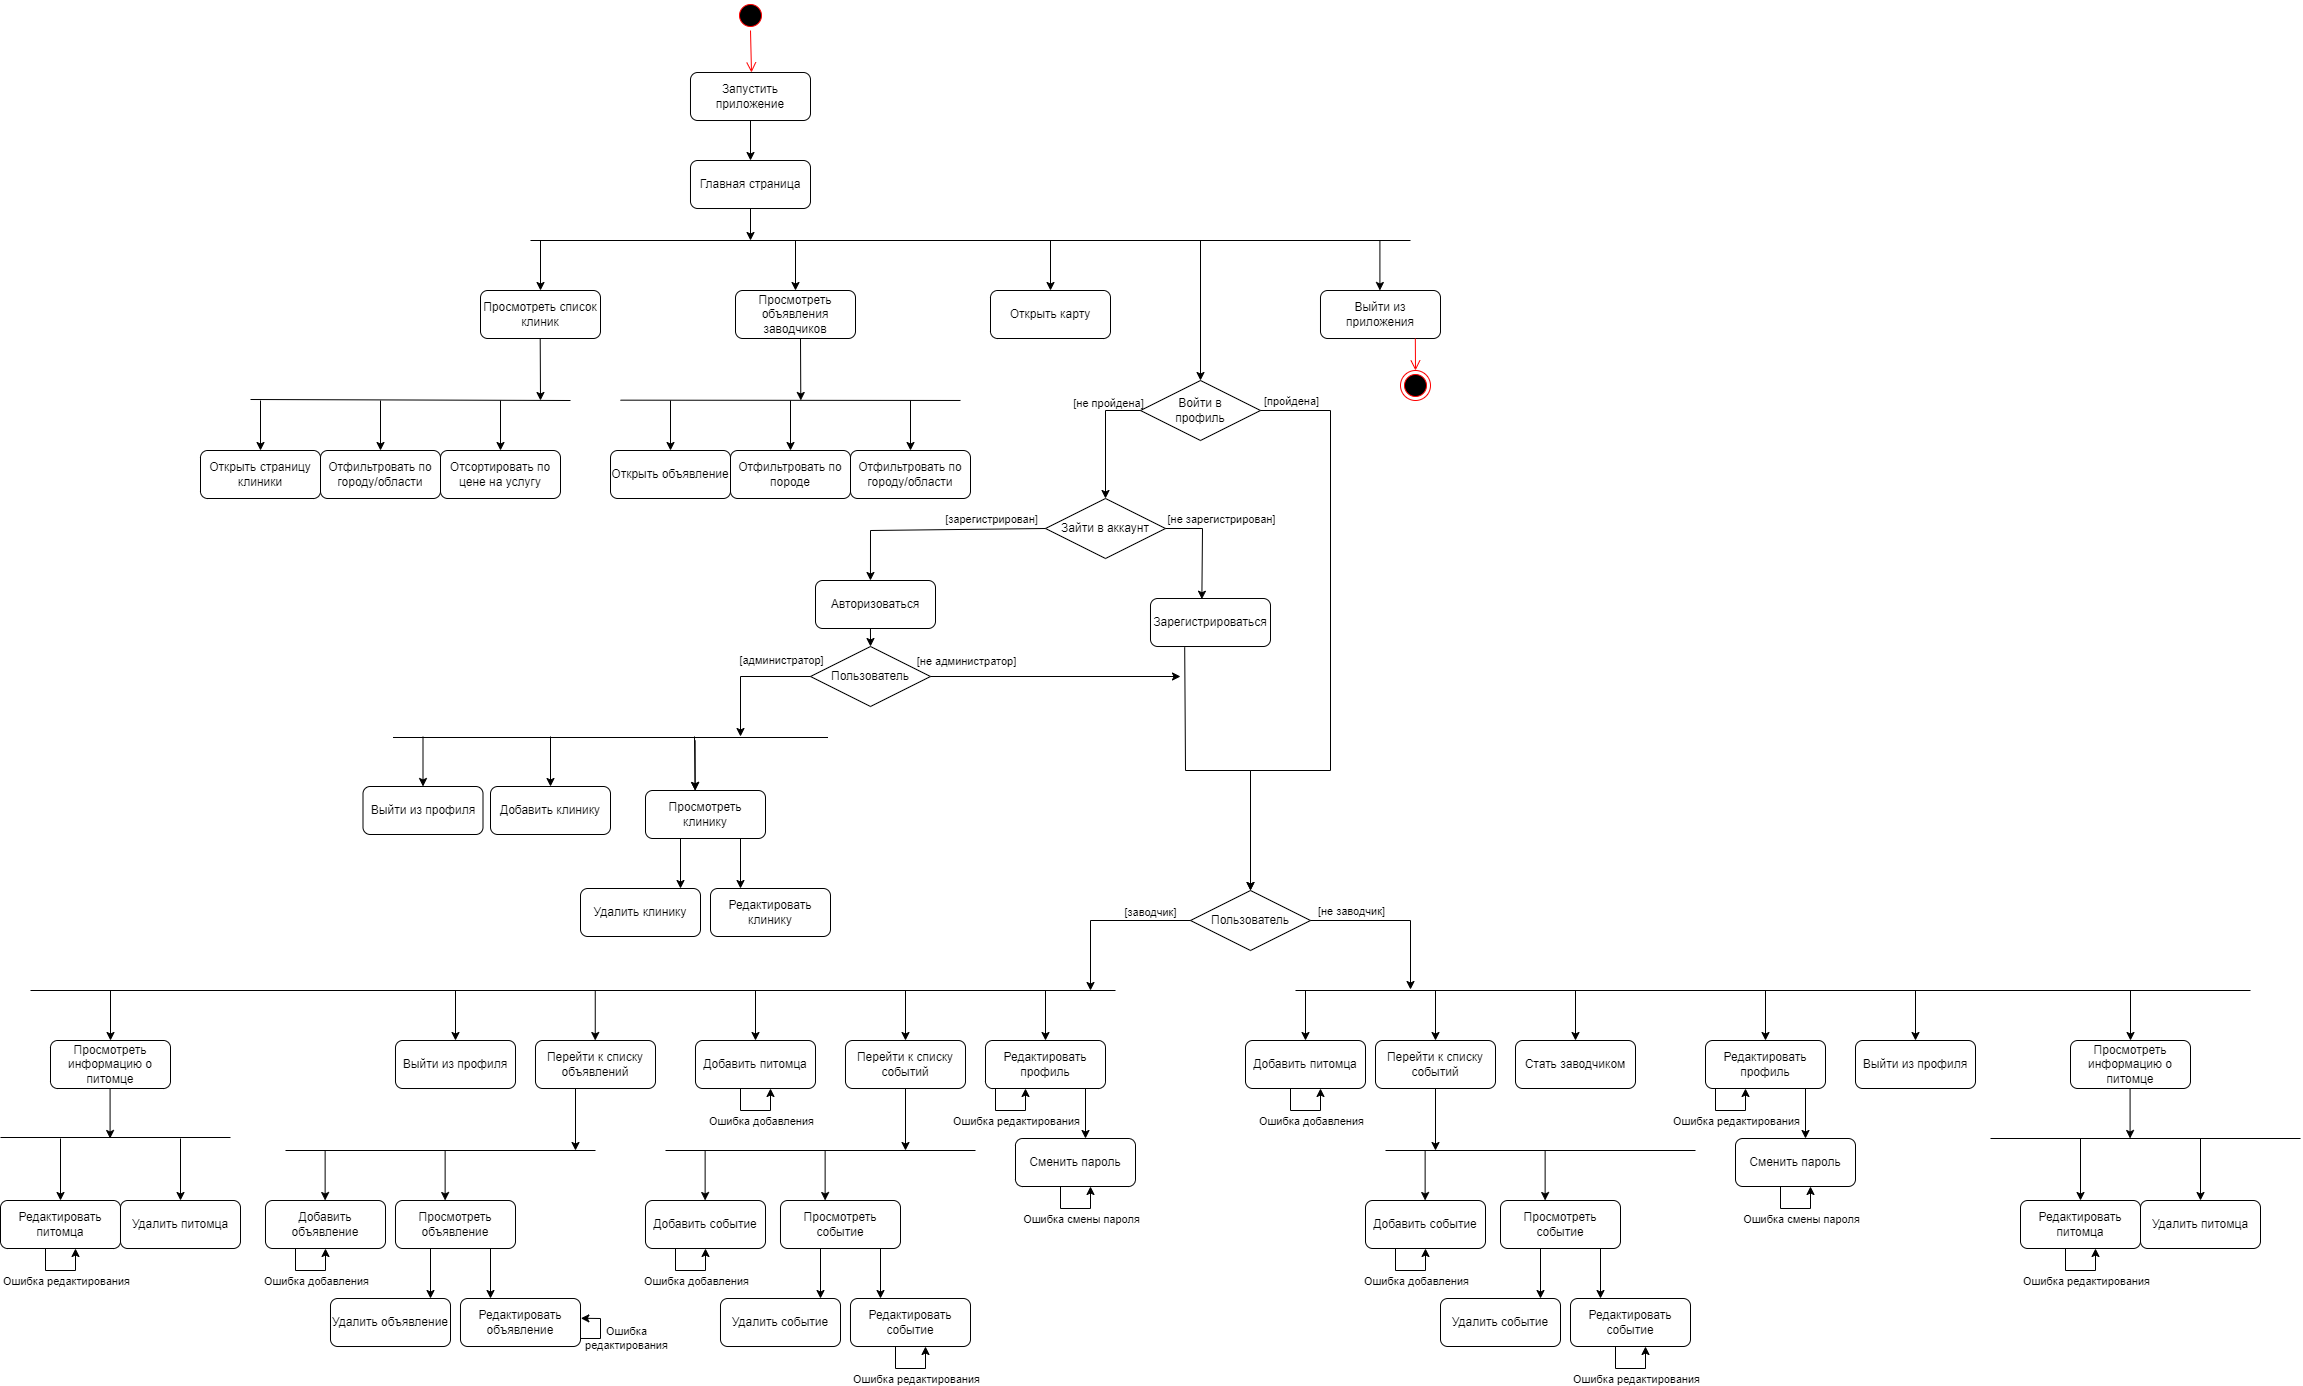 Запустить
приложение
Главная страница
Просмотреть список
клиник
Просмотреть
объявления
заводчиков
Открыть карту
Выйти из
приложения
[не пройдена]
Войти в
профиль
[пройдена]
Открыть страницу
клиники
Отфильтровать по
городу/области
Отсортировать по
цене на услугу
Открыть объявление
Отфильтровать по
породе
Отфильтровать по
городу/области
[зарегистрирован]
Зайти в аккаунт
[не зарегистрирован]
Авторизоваться
Зарегистрироваться
[администратор]
Пользователь
[не администратор]
Выйти из профиля
Добавить клинику
Просмотреть
клинику
Удалить клинику
Редактировать
клинику
[заводчик]
Пользователь
[не заводчик]
Просмотреть
информацию о
питомце
Выйти из профиля
Перейти к списку
объявлений
Добавить питомца
Перейти к списку
событий
Редактировать
профиль
Добавить питомца
Перейти к списку
событий
Стать заводчиком
Редактировать
профиль
Выйти из профиля
Просмотреть
информацию о
питомце
Ошибка добавления
Ошибка редактирования
Ошибка добавления
Ошибка редактирования
Сменить пароль
Сменить пароль
Ошибка смены пароля
Ошибка смены пароля
Редактировать
питомца
Удалить питомца
Добавить
объявление
Просмотреть
объявление
Добавить событие
Просмотреть
событие
Добавить событие
Просмотреть
событие
Редактировать
питомца
Удалить питомца
Ошибка редактирования
Ошибка добавления
Ошибка добавления
Ошибка добавления
Ошибка редактирования
Удалить объявление
Редактировать
объявление
Ошибка
редактирования
Удалить событие
Редактировать
событие
Удалить событие
Редактировать
событие
Ошибка редактирования
Ошибка редактирования